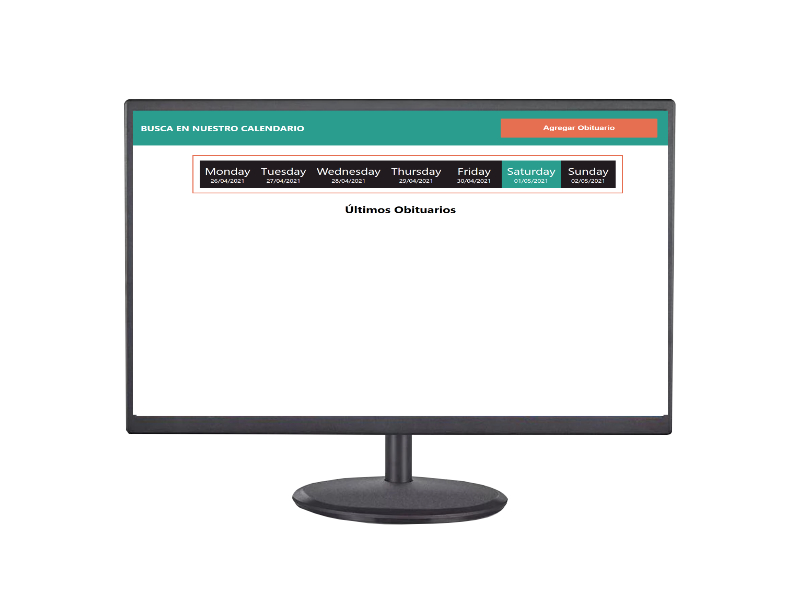 BUSCA EN NUESTRO CALENDARIO
Agregar Obituario
Monday Tuesday Wednesday Thursday Friday Saturday Sunday
26/04/2021 27/04/2021 28/04/2021 29/04/2021 30/04/2021 01/05/2021 02/05/2021
Últimos Obituarios